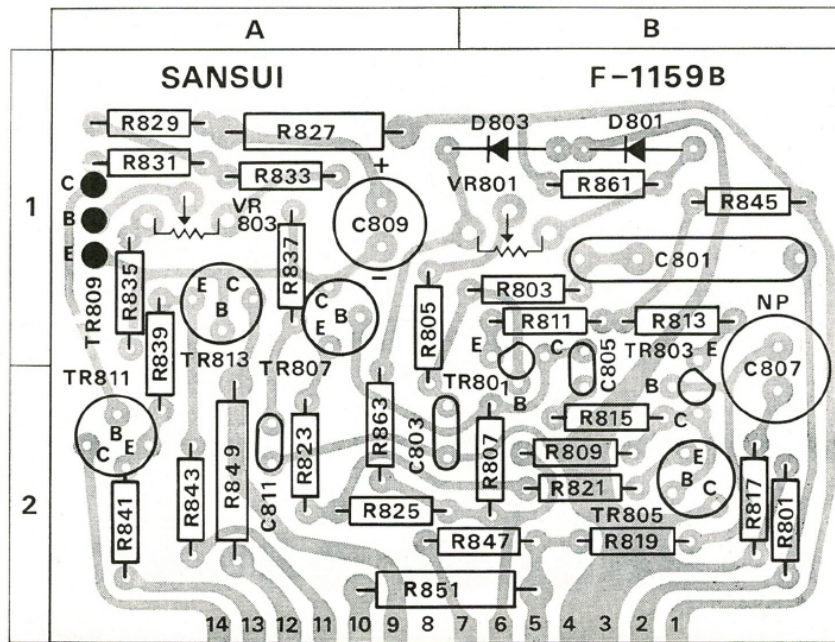 A B
SANSUI F-1159B
1
2
R829
R827
D803
D801
R831
R833
VR801
R861
C
B
E
TR809
VR
803
+
C809
-
R845
R835
R837
C801
E C
B
TR813
C
E B
TR807
R805
R803
NP
R811
R813
R839
E
TR801
B
C
C805
TR803
E
B
C
C807
TR811
B
C E
R863
C803
R815
R849
C811
R823
R807
R809
R821
E
B C
TR805
R843
R841
R825
R817
R801
R847
R819
R851
14 13 12 11 10 9 8 7 6 5 4 3 2 1